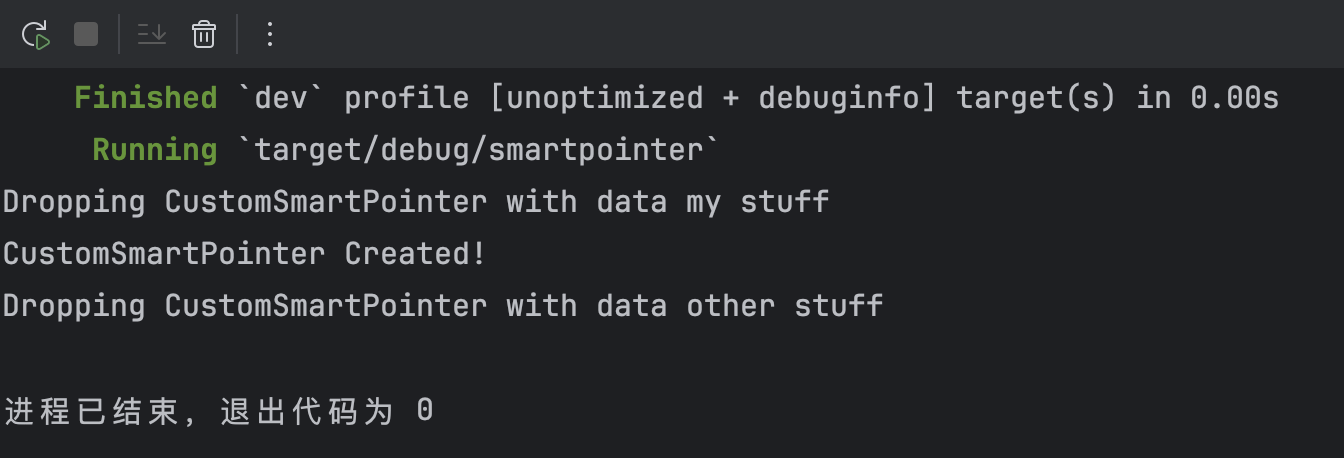 Finished `dev` profile [unoptimized + debuginfo] target(s) in 0.00s
Running `target/debug/smartpointer`
Dropping CustomSmartPointer with data my stuff
CustomSmartPointer Created!
Dropping CustomSmartPointer with data other stuff
进程已结束，退出代码为 0